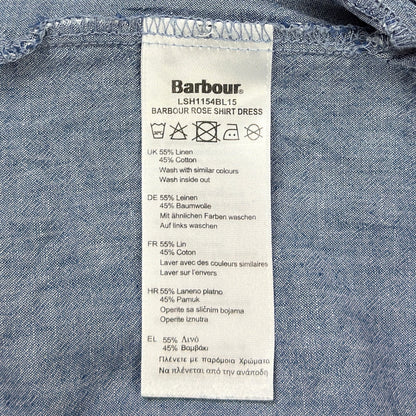 Barbour®
LSH1154BL15
BARBOUR ROSE SHIRT DRESS
UK 55% Linen
45% Cotton
Wash with similar colours
Wash inside out
DE 55% Leinen
45% Baumwolle
Mit ähnlichen Farben waschen
Auf links waschen
FR 55% Lin
45% Coton
Laver avec des couleurs similaires
Laver sur l'envers
HR 55% Laneno platno
45% Pamuk
Operite sa sličnim bojama
Operite iznutra
EL 55% Λινό
45% Βαμβάκι
Πλένετε με παρόμοια Χρώματα
Να πλένεται από την ανάποδη